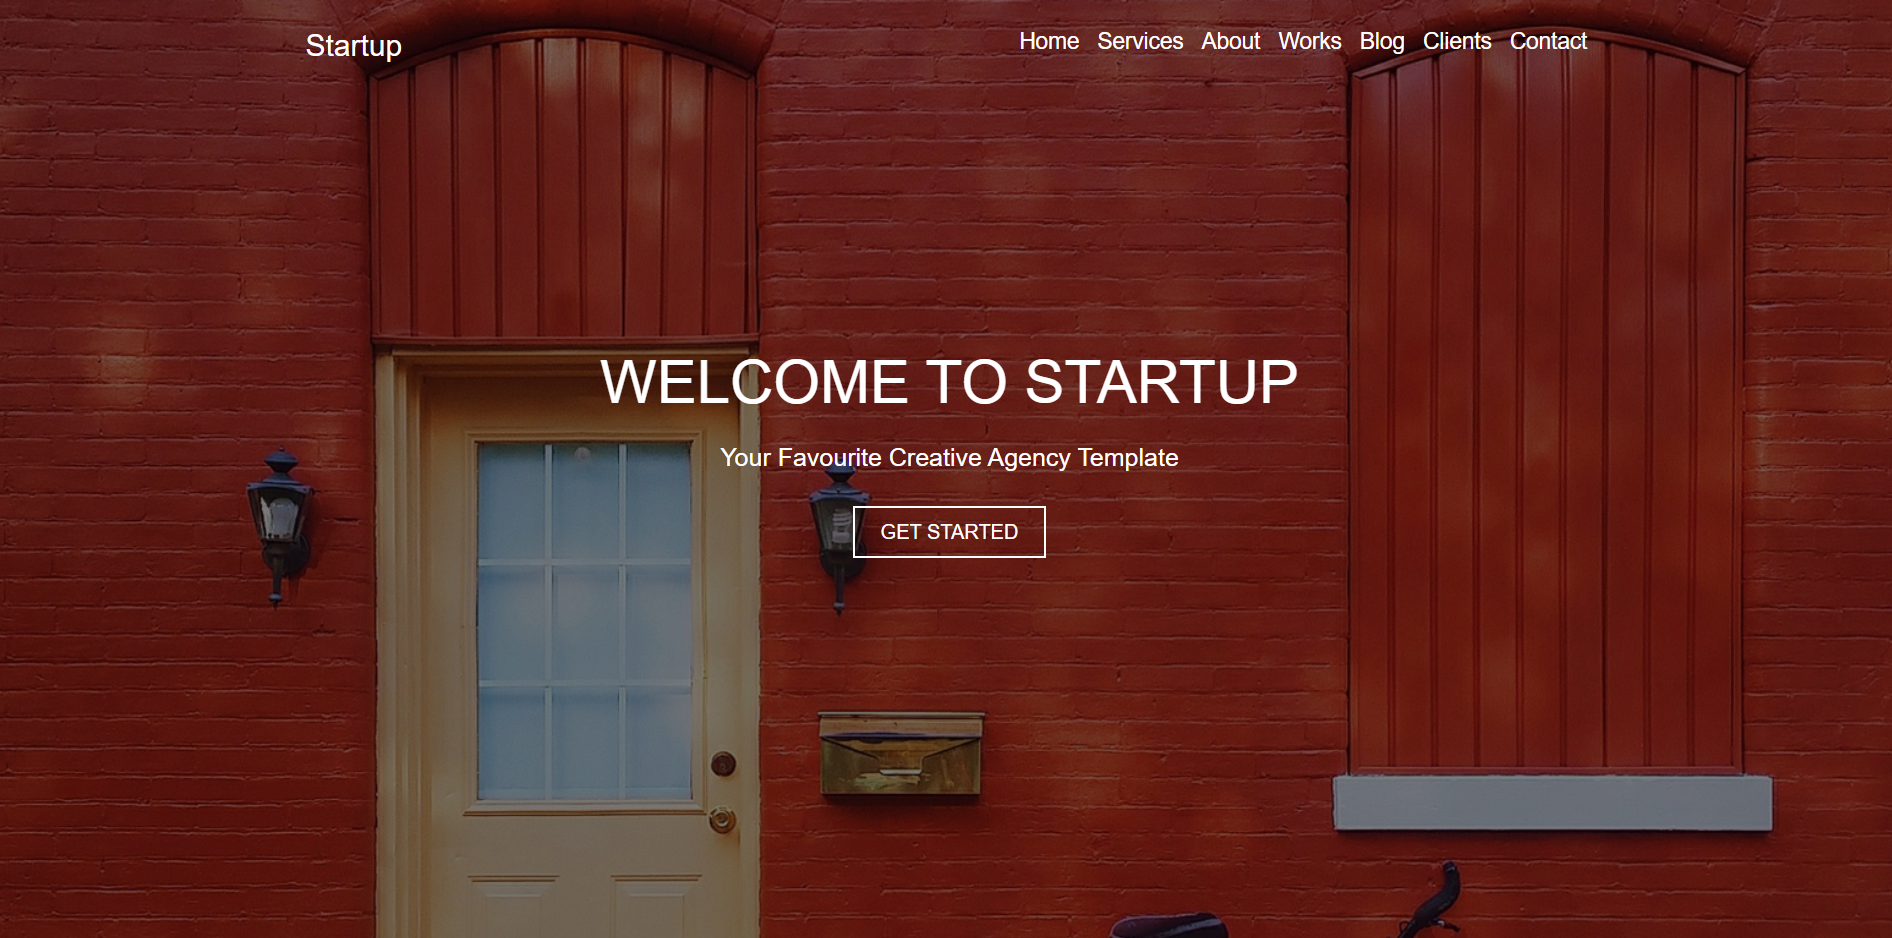 Startup
Home Services About Works Blog Clients Contact
WELCOME TO STARTUP
Your Favourite Creative Agency Template
GET STARTED